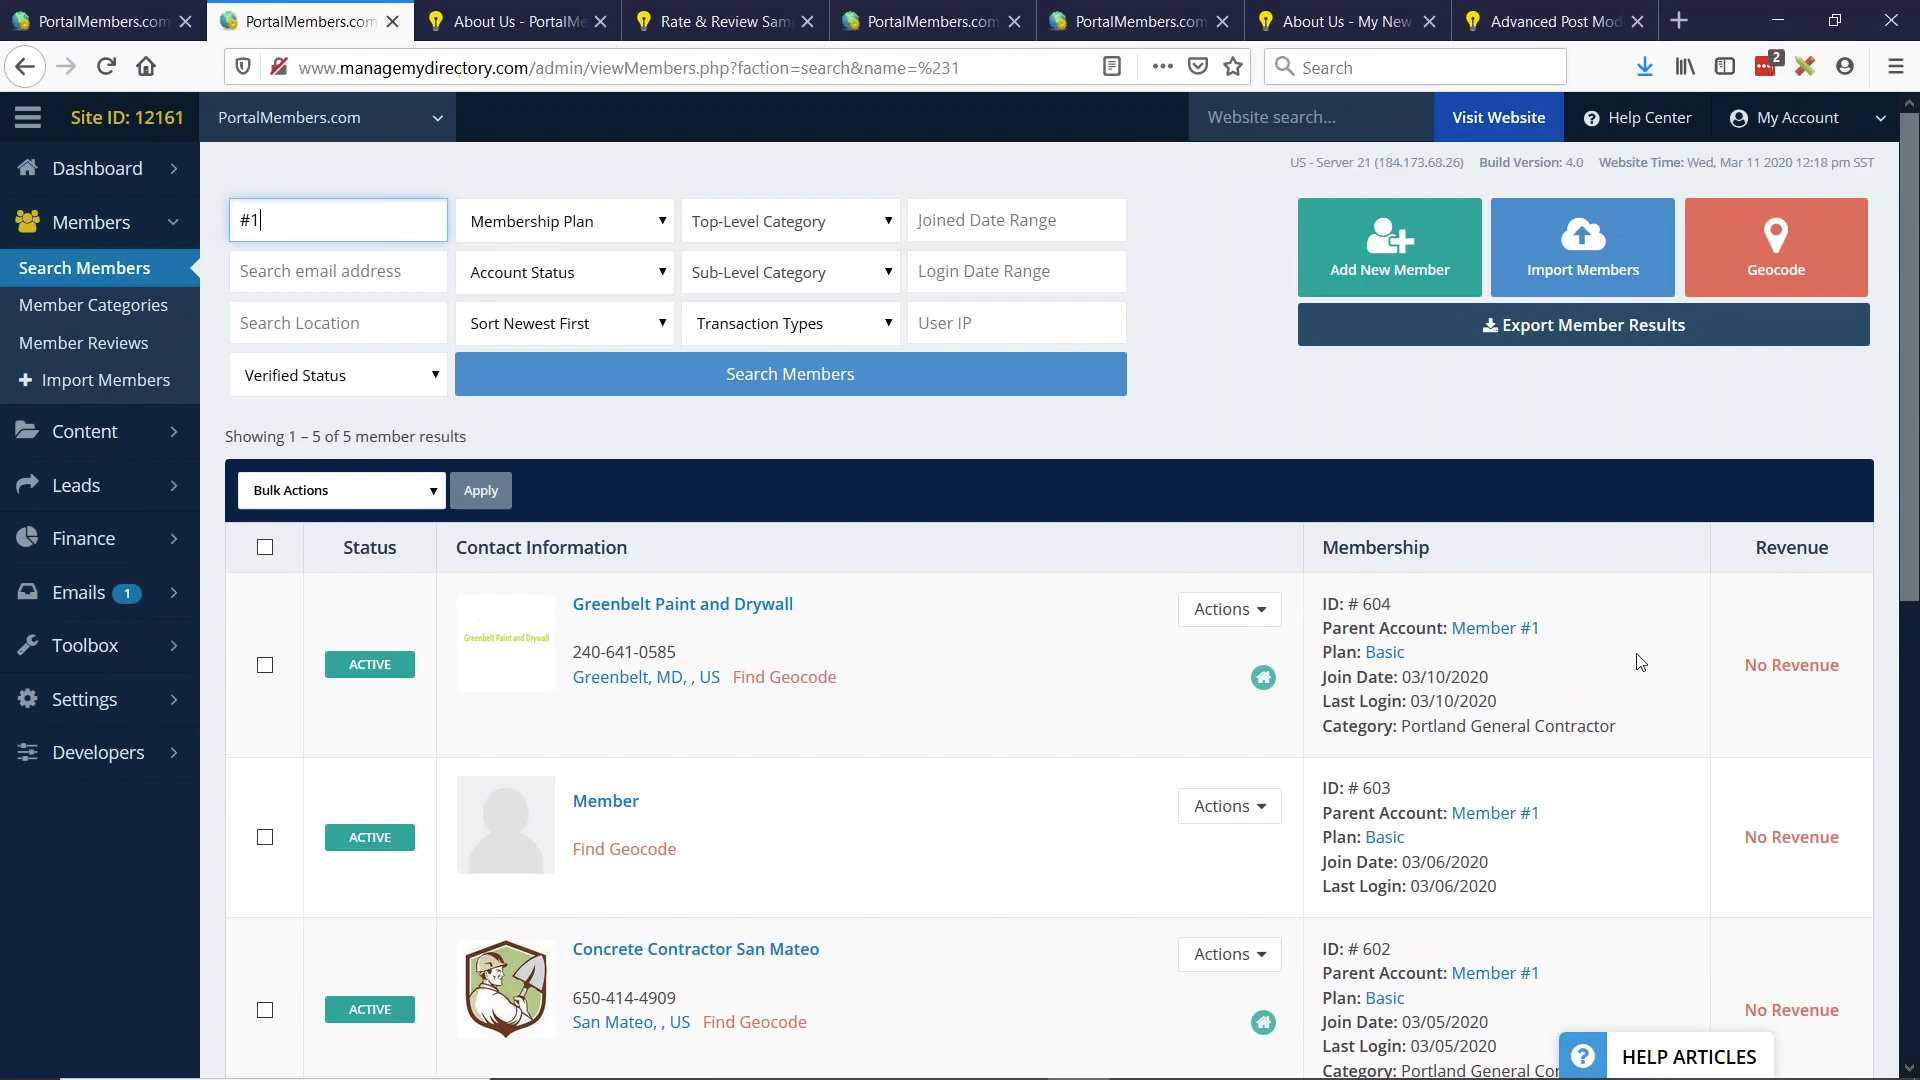 PortalMembers.com
PortalMembers.com
About Us - PortalMe
Rate & Review Sam
PortalMembers.com
PortalMembers.com
About Us - My New
Advanced Post Mod
www.managemydirectory.com/admin/viewMembers.php?faction=search&name=%231
Search
2
Site ID: 12161
PortalMembers.com
Website search...
Visit Website
Help Center
My Account
US - Server 21 (184.173.68.26) Build Version: 4.0 Website Time: Wed, Mar 11 2020 12:18 pm SST
Dashboard
Members
Search Members
Member Categories
Member Reviews
Import Members
Content
Leads
Finance
Emails 1
Toolbox
Settings
Developers
#1
Membership Plan
Top-Level Category
Joined Date Range
Search email address
Account Status
Sub-Level Category
Login Date Range
Search Location
Sort Newest First
Transaction Types
User IP
Verified Status
Search Members
Add New Member
Import Members
Geocode
Export Member Results
Showing 1 – 5 of 5 member results
Bulk Actions
Apply
Status
Contact Information
Membership
Revenue
ACTIVE
Greenbelt Paint and Drywall
Greenbelt Paint and Drywall
240-641-0585
Greenbelt, MD, , US Find Geocode
Actions
ID: # 604
Parent Account: Member #1
Plan: Basic
Join Date: 03/10/2020
Last Login: 03/10/2020
Category: Portland General Contractor
No Revenue
ACTIVE
Member
Find Geocode
Actions
ID: # 603
Parent Account: Member #1
Plan: Basic
Join Date: 03/06/2020
Last Login: 03/06/2020
No Revenue
ACTIVE
Concrete Contractor San Mateo
650-414-4909
San Mateo, , US Find Geocode
Actions
ID: # 602
Parent Account: Member #1
Plan: Basic
Join Date: 03/05/2020
Last Login: 03/05/2020
Category: Portland General Cor
No Revenue
? HELP ARTICLES